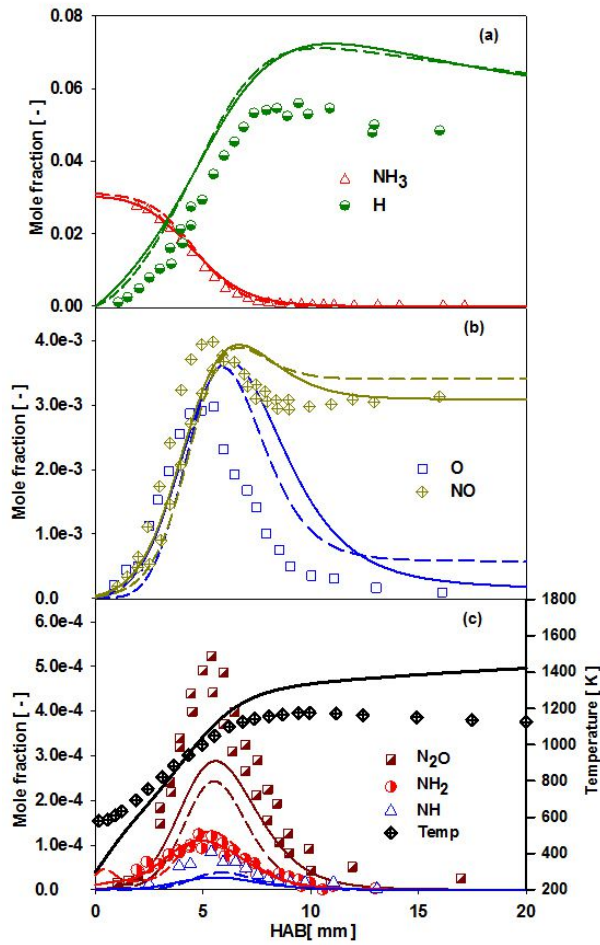 (a)
0.08
0.06
0.04
0.02
0.00
Mole fraction [ - ]
NH3
H
(b)
4.0e-3
3.0e-3
2.0e-3
1.0e-3
0.0
Mole fraction [ - ]
O
NO
(c)
6.0e-4
5.0e-4
4.0e-4
3.0e-4
2.0e-4
1.0e-4
0.0
Mole fraction [ - ]
N2O
NH2
NH
Temp
1800
1600
1400
1200
1000
800
600
400
200
Temperature [ K]
0 5 10 15 20
HAB[ mm]